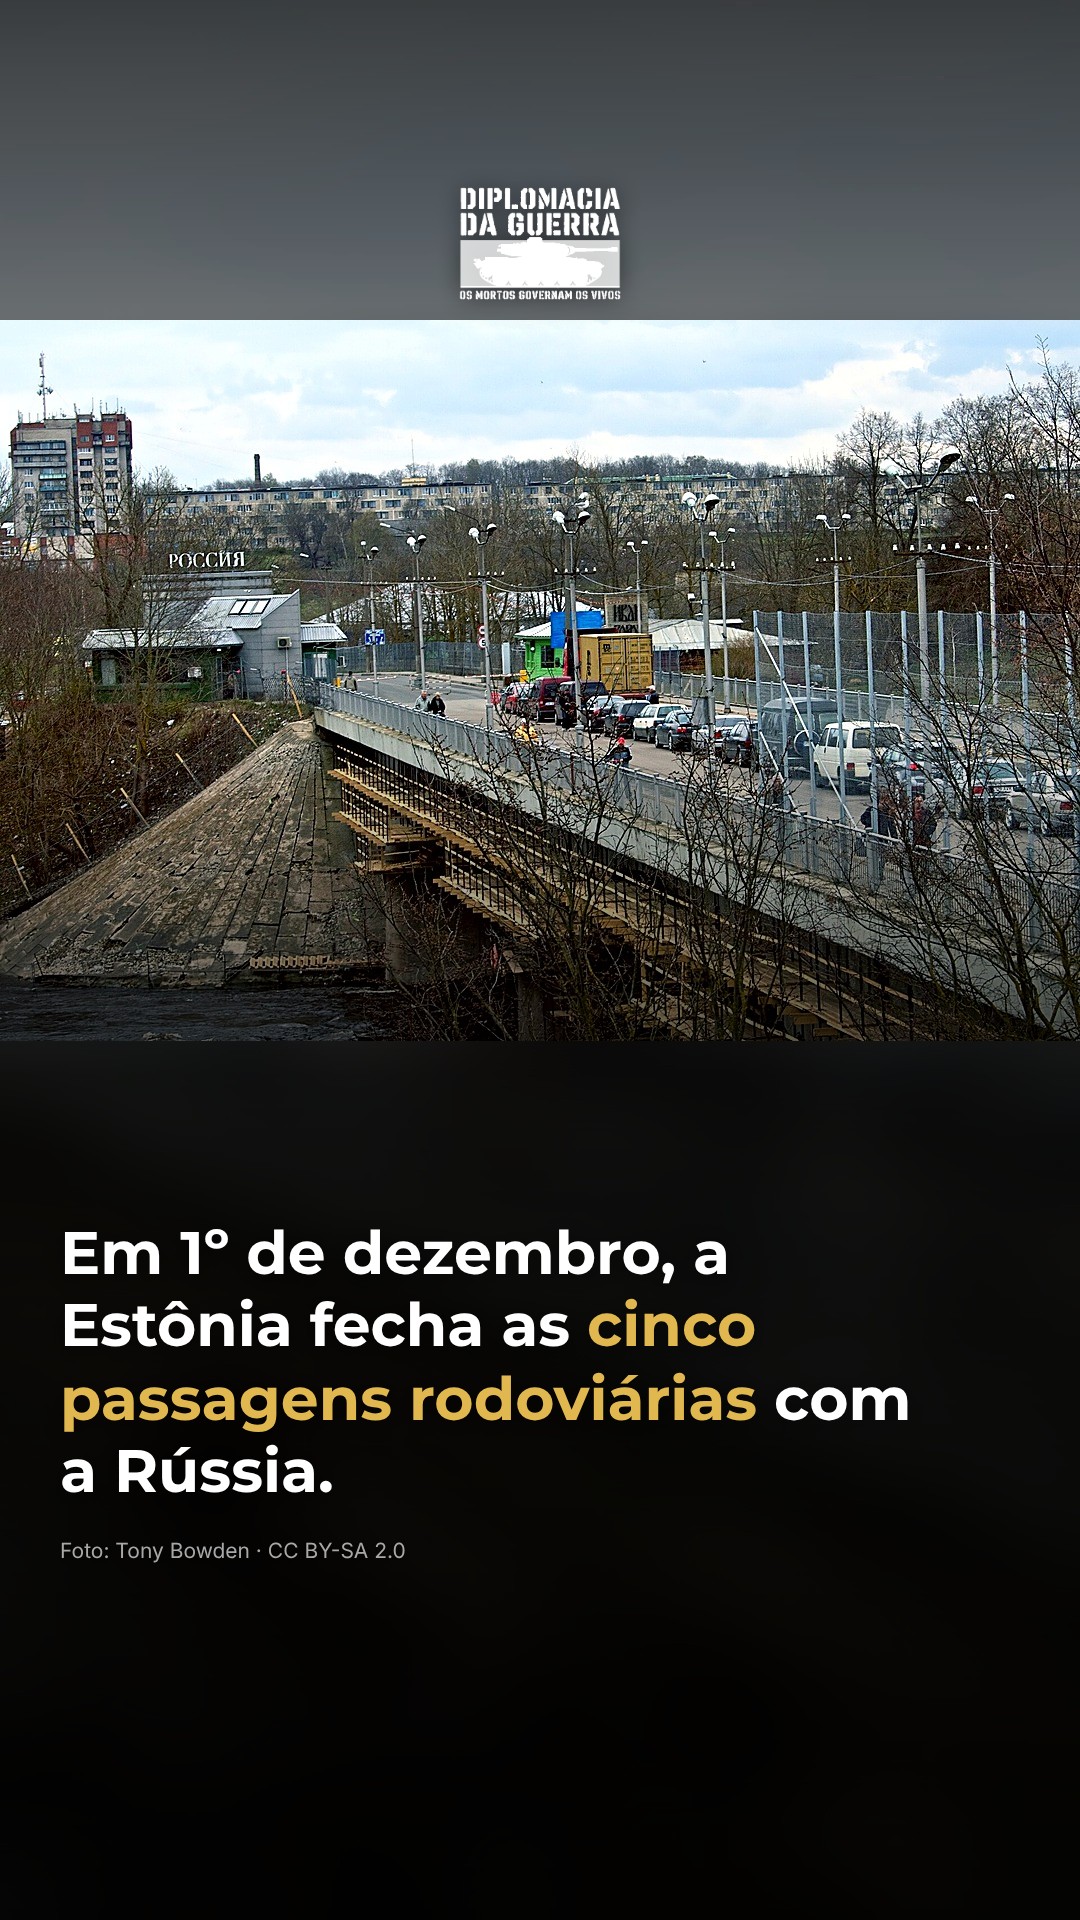 DIPLOMACIA
DA GUERRA
OS MORTOS GOVERNAM OS VIVOS
РОССИЯ
Em 1º de dezembro, a
Estônia fecha as cinco
passagens rodoviárias com
a Rússia.
Foto: Tony Bowden · CC BY-SA 2.0